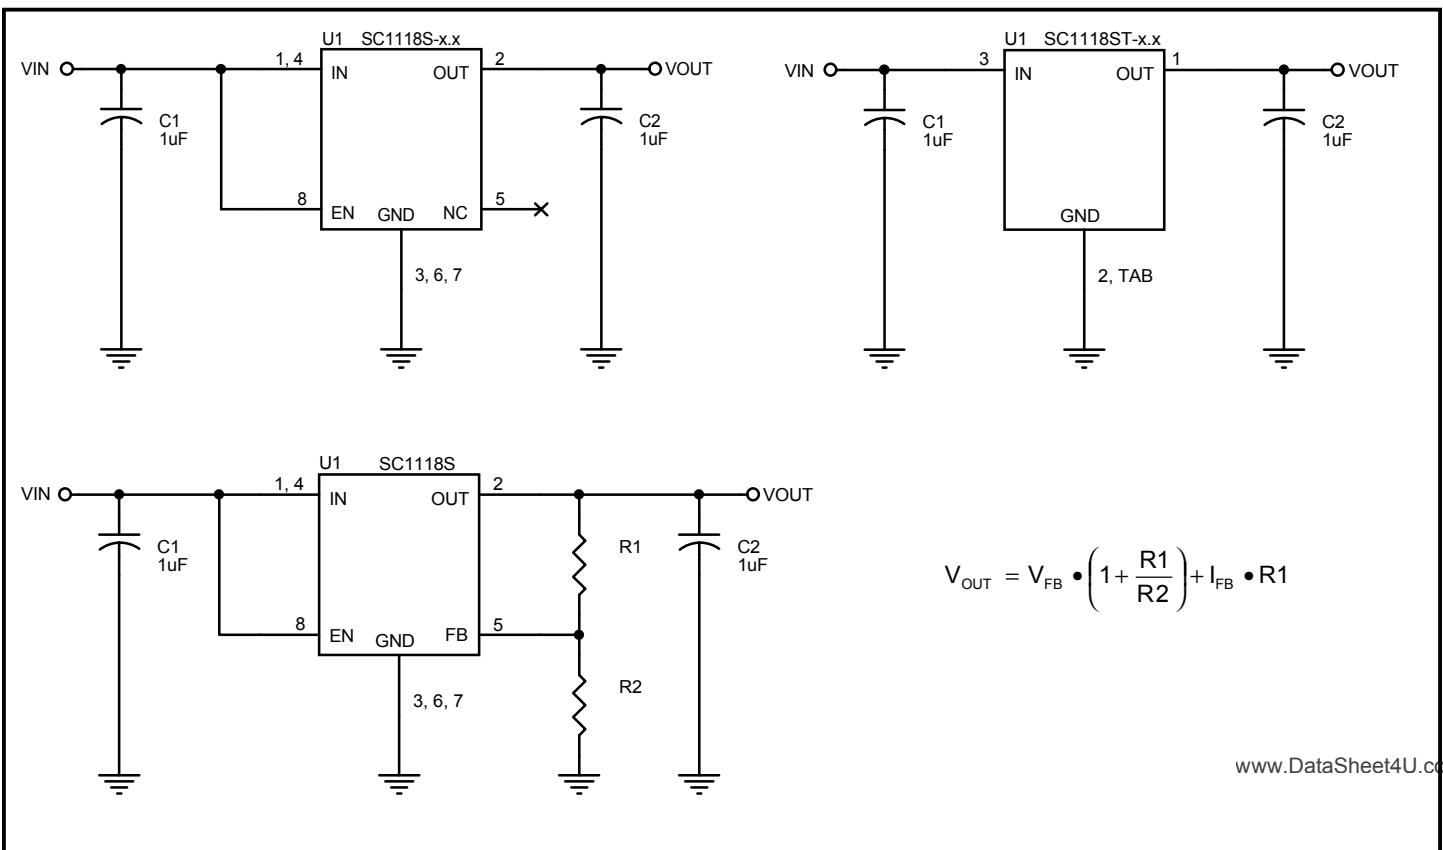 U1 SC1118S-x.x
VIN
1, 4
IN
OUT
2
VOUT
C1
1uF
C2
1uF
8
EN
GND
NC
5
3, 6, 7
U1 SC1118ST-x.x
VIN
3
IN
OUT
1
VOUT
C1
1uF
C2
1uF
GND
2, TAB
U1 SC1118S
VIN
1, 4
IN
OUT
2
VOUT
C1
1uF
R1
C2
1uF
8
EN
GND
FB
5
R2
3, 6, 7
V_OUT = V_FB • (1 + R1/R2) + I_FB • R1
www.DataSheet4U.co